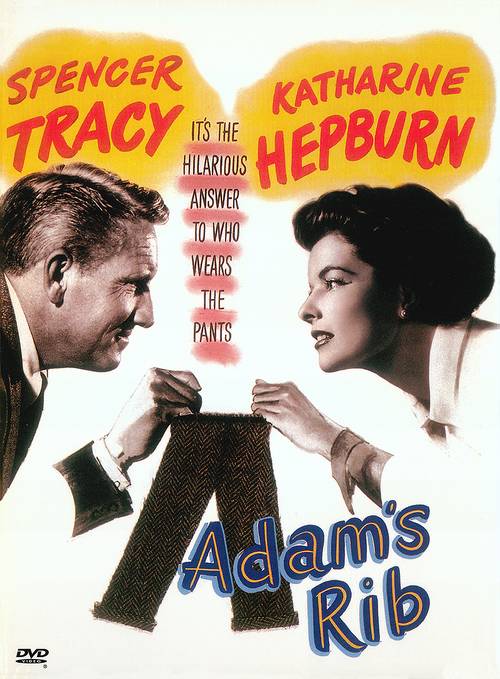 SPENCER
TRACY
KATHARINE
HEPBURN
IT'S THE
HILARIOUS
ANSWER
TO WHO
WEARS
THE
PANTS
Adam's
Rib
DVD
VIDEO